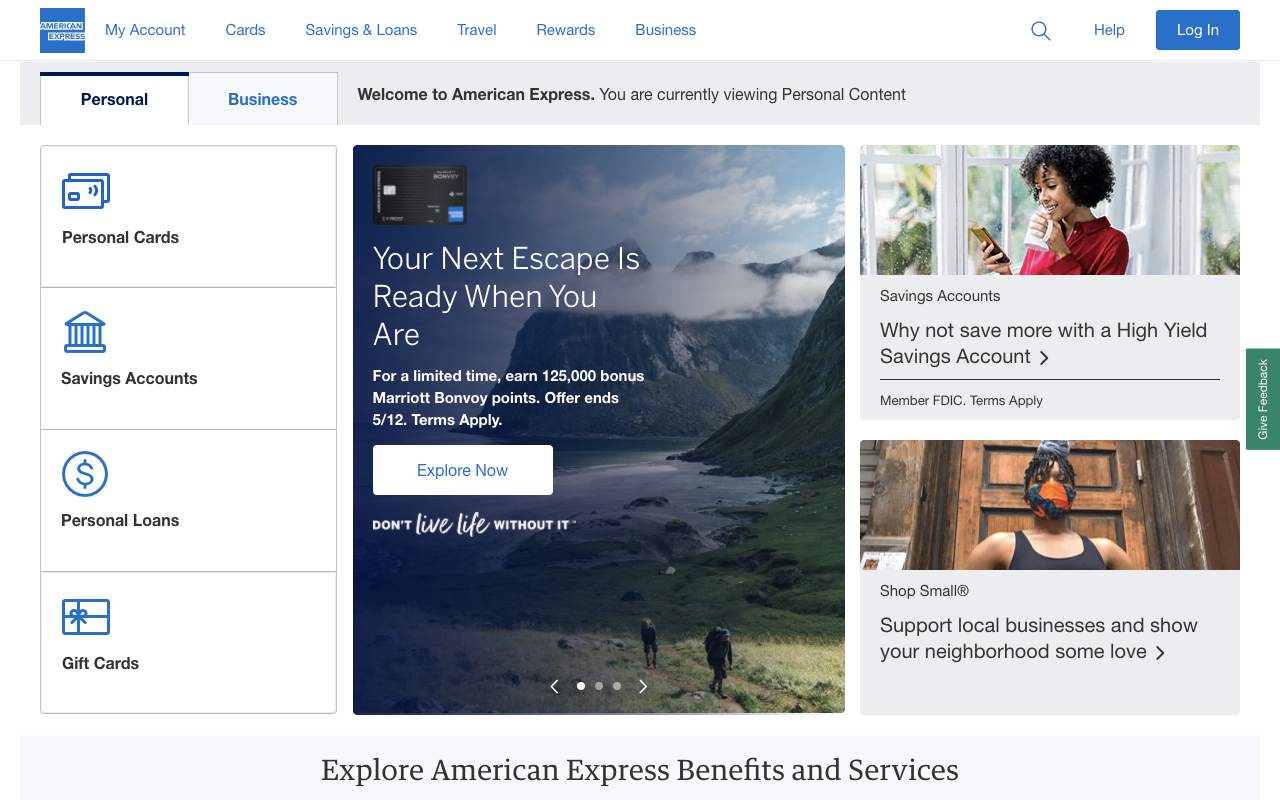 AMERICAN
EXPRESS
My Account
Cards
Savings & Loans
Travel
Rewards
Business
Help
Log In
Personal
Business
Welcome to American Express. You are currently viewing Personal Content
Personal Cards
Savings Accounts
Personal Loans
Gift Cards
MARRIOTT
BONVOY
AMERICAN EXPRESS
C F FROST
Your Next Escape Is
Ready When You
Are
For a limited time, earn 125,000 bonus
Marriott Bonvoy points. Offer ends
5/12. Terms Apply.
Explore Now
DON'T live life WITHOUT IT
Savings Accounts
Why not save more with a High Yield
Savings Account
Member FDIC. Terms Apply
Shop Small®
Support local businesses and show
your neighborhood some love
Give Feedback
Explore American Express Benefits and Services